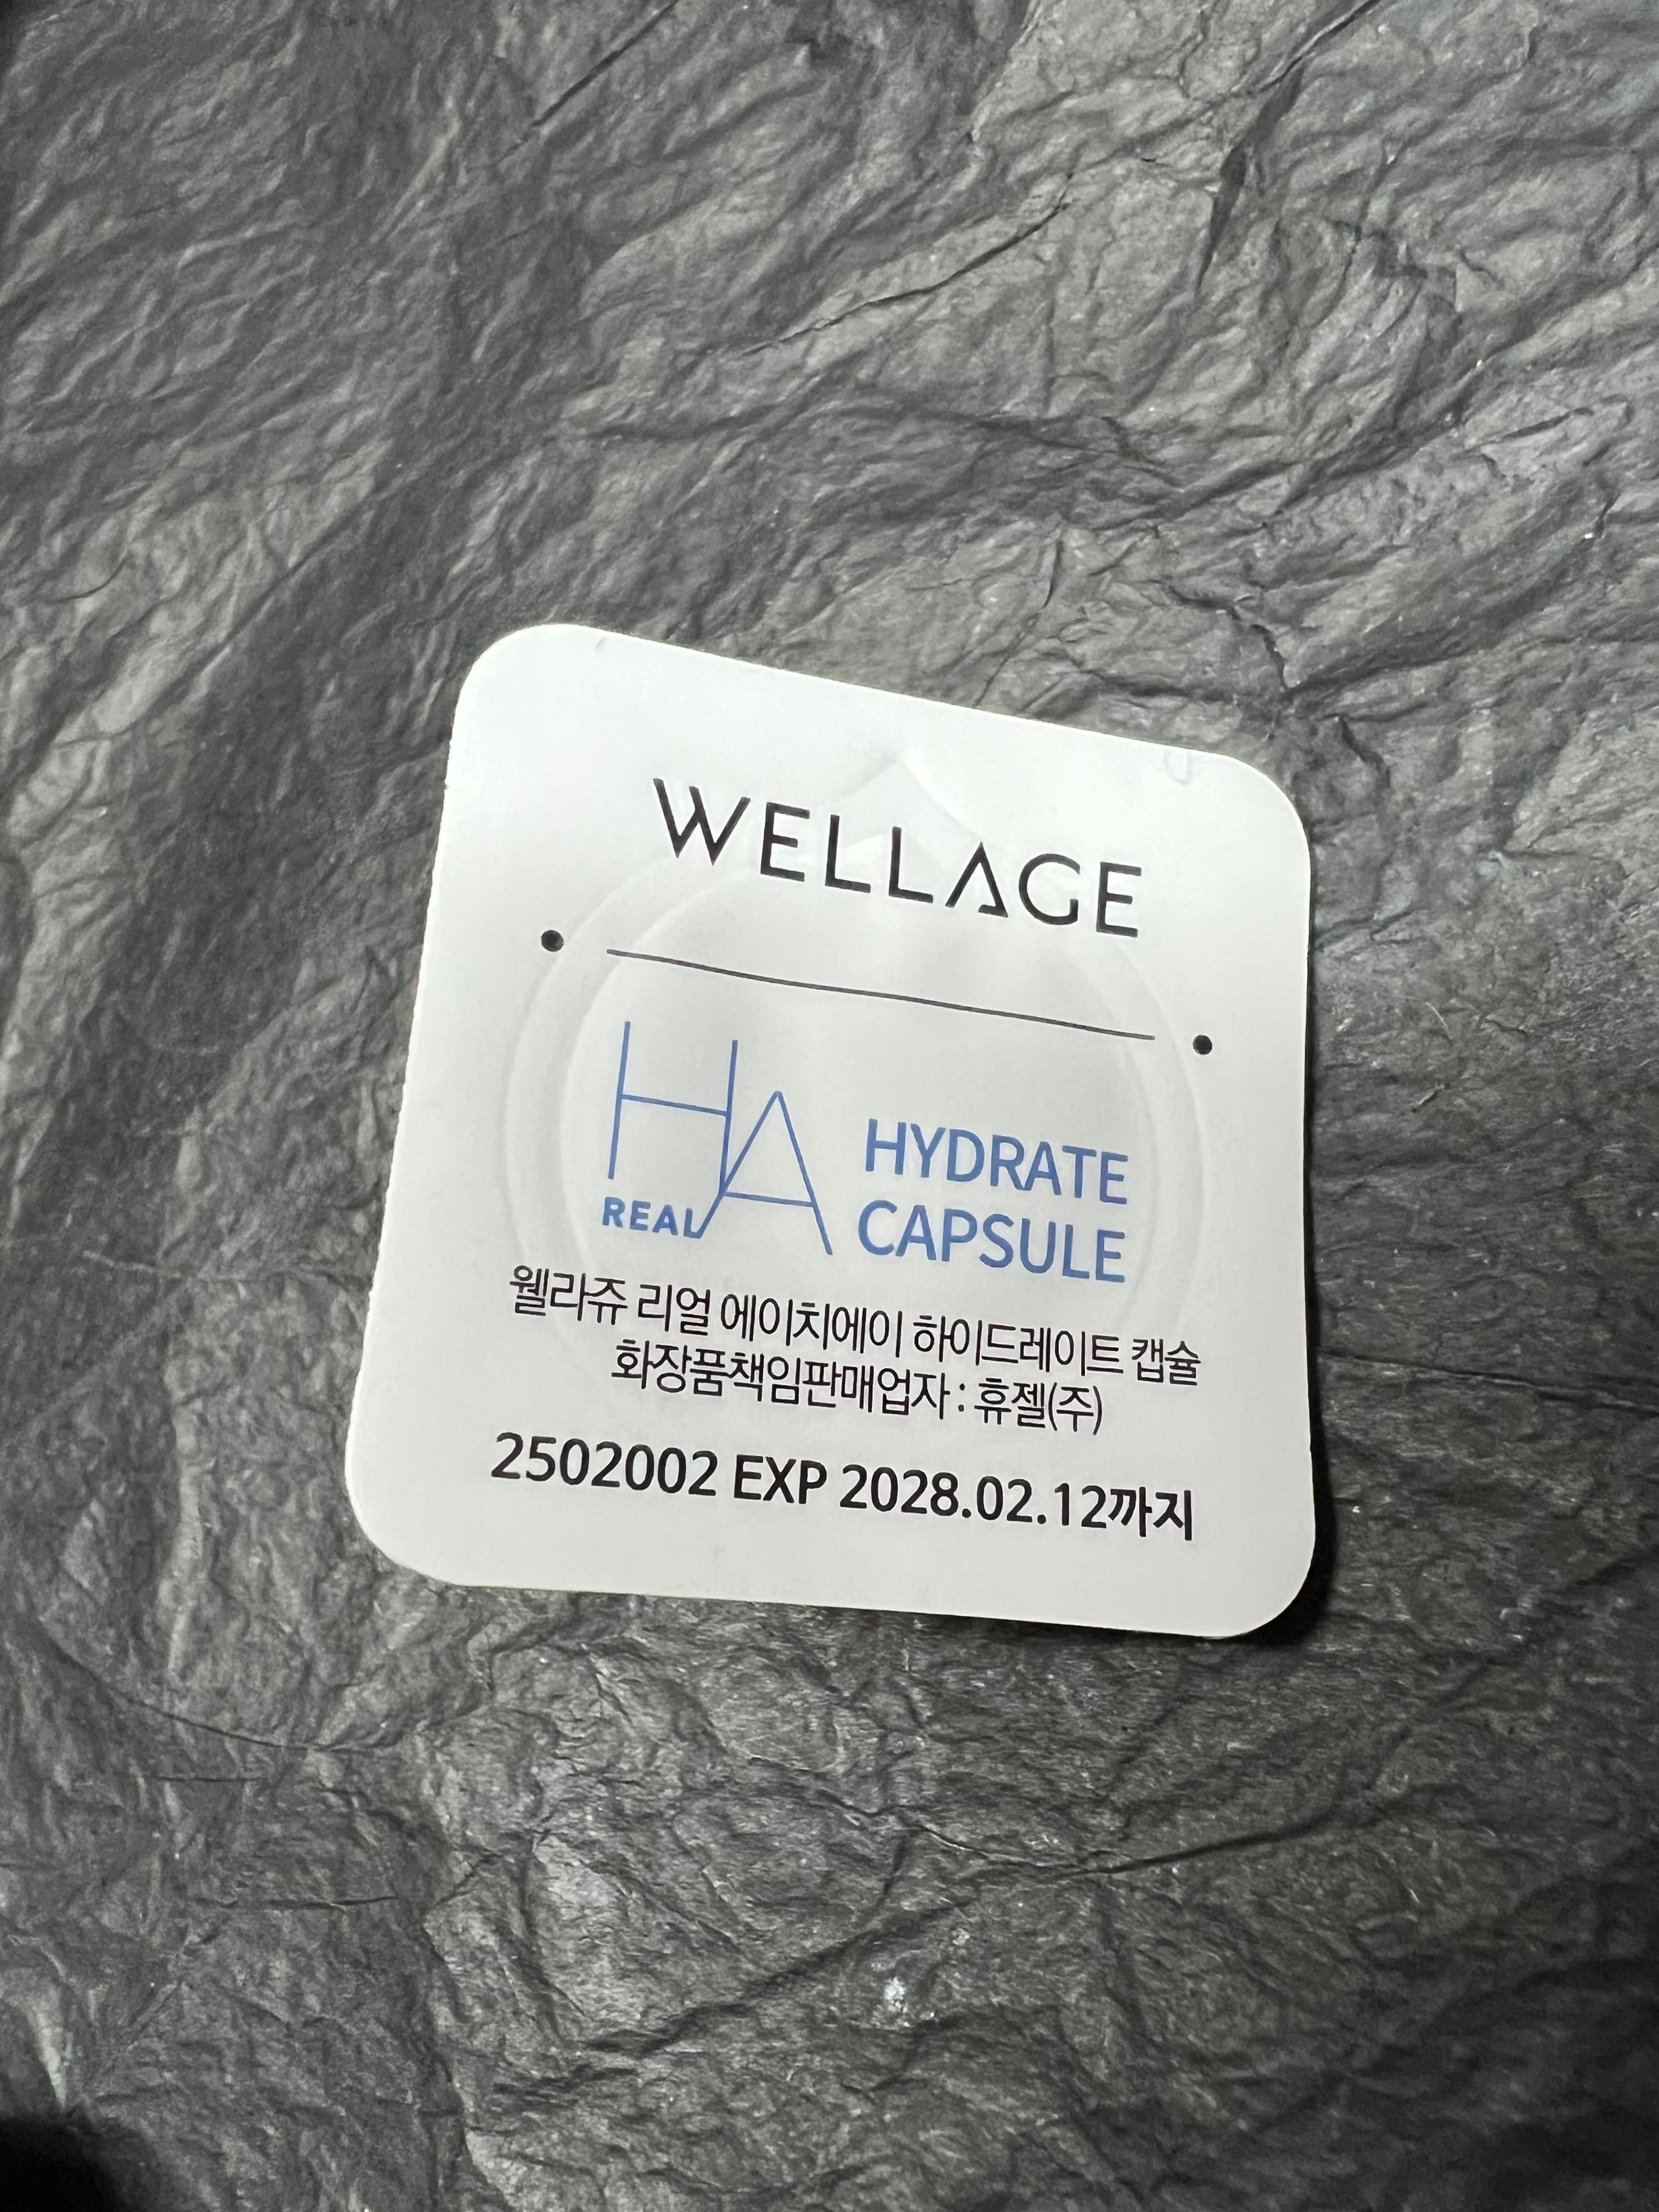 WELLAGE
HA HYDRATE
REAL CAPSULE
웰라쥬 리얼 에이치에이 하이드레이트 캡슐
화장품책임판매업자 : 휴젤(주)
2502002 EXP 2028.02.12까지